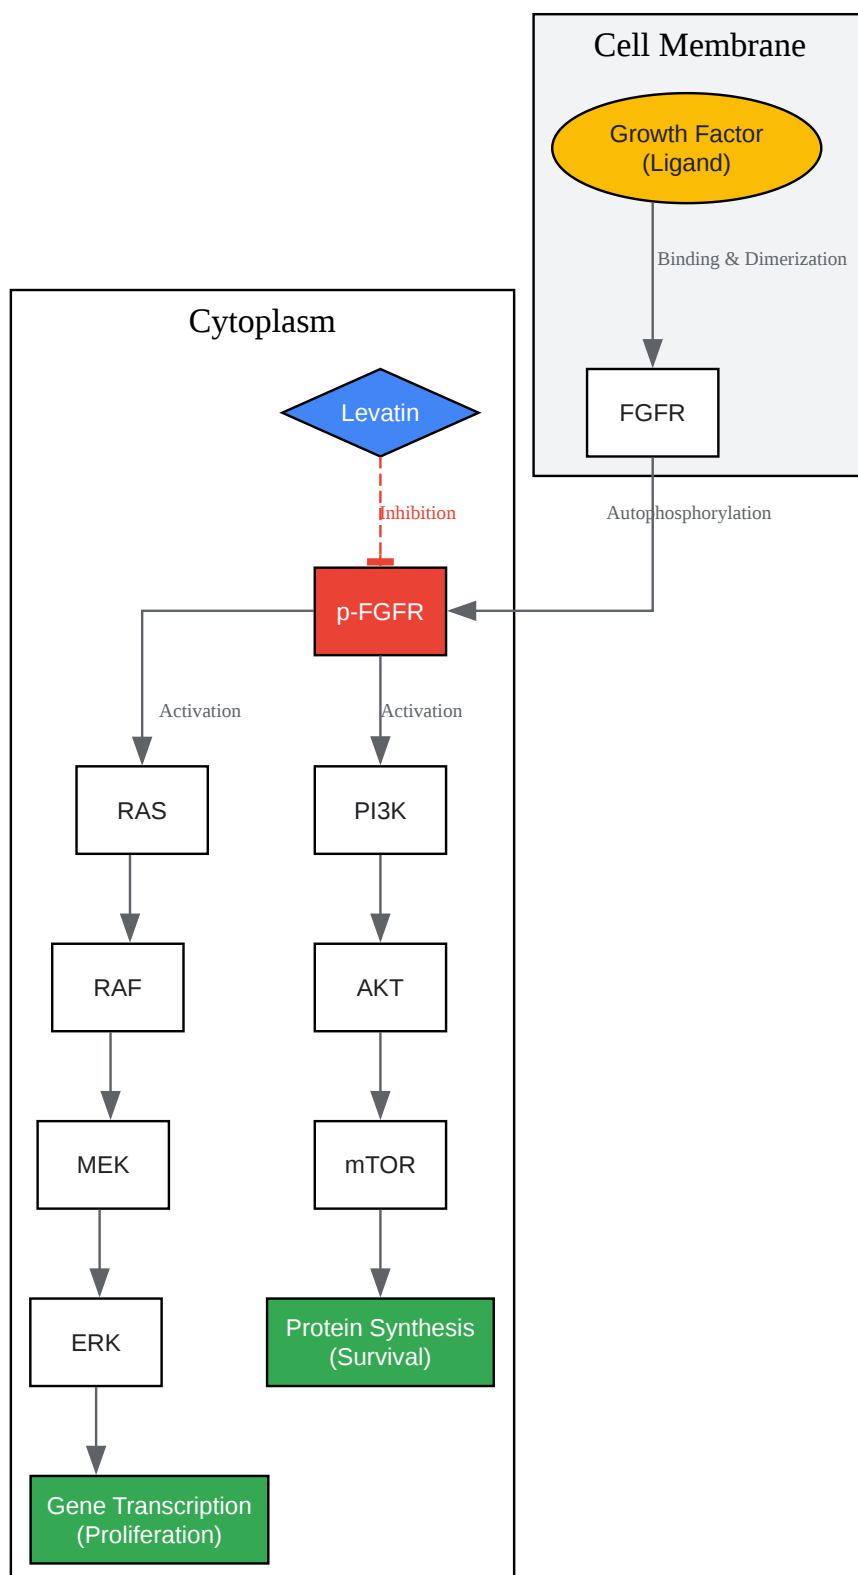 Cell Membrane
Growth Factor
(Ligand)
Binding & Dimerization
FGFR
Autophosphorylation
Cytoplasm
Levatin
Inhibition
p-FGFR
Activation
Activation
RAS
PI3K
RAF
AKT
MEK
mTOR
ERK
Protein Synthesis
(Survival)
Gene Transcription
(Proliferation)